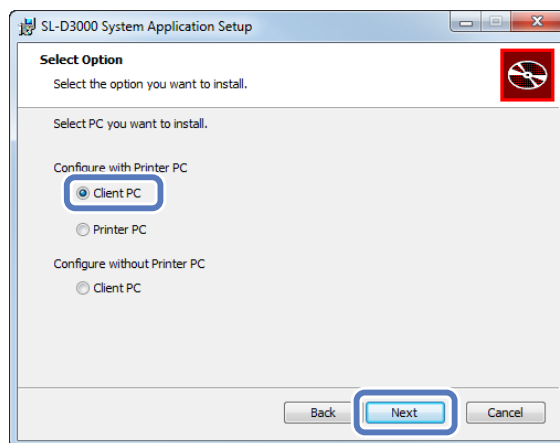 SL-D3000 System Application Setup
Select Option
Select the option you want to install.
Select PC you want to install.
Configure with Printer PC
Client PC
Printer PC
Configure without Printer PC
Client PC
Back Next Cancel